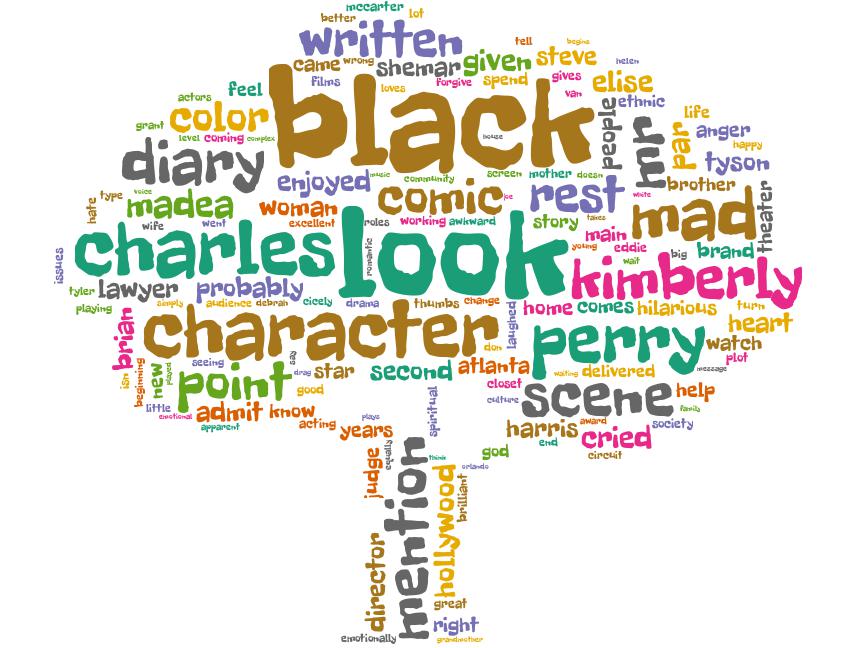 mccarter
better lot
written tell begins
came wrong shemar given steve helen
films forgive spend gives elise
actors feel loves van ethnic
grant color black people mr par life
level coming complex house anger happy
diary enjoyed music community screen mother doesn tyson
hate type voice madea woman comic joe rest white brother theater
wife went excellent roles working awkward story takes mad
issues charles romantic look young main eddie big brand
wait
tyler lawyer probably kimberly
playing simply audience debrah cicely drama thumbs change home comes hilarious turn
brian character laughed perry heart
don watch
isn beginning new played seeing say star second atlanta waiting delivered plot message
point drag good closet scene help
little admit know culture family
emotional apparent acting years plays spiritual harris award cried society
end circuit
judge equally mention think god orlando
hollywood brilliant
director great
right
emotionally grandmother